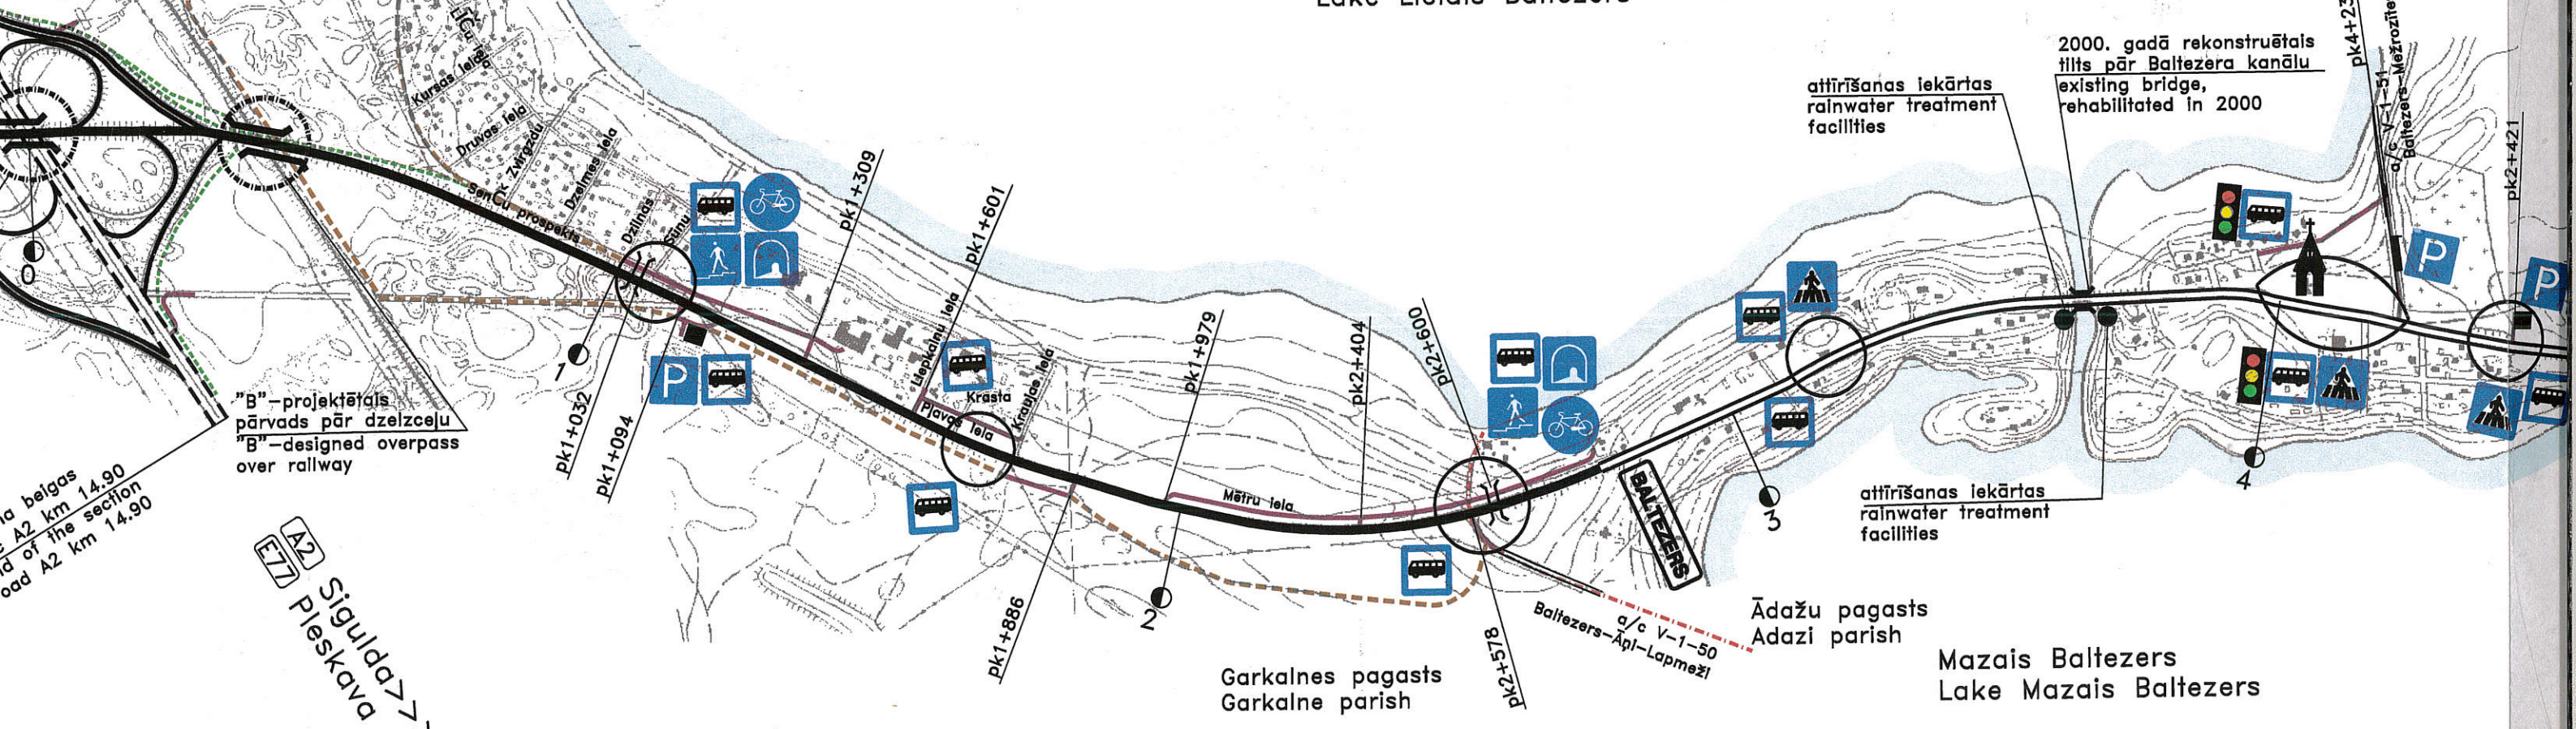 Lake Lielais Baltezers
Kursas iela
Druvas iela
Zvirgzdu
Dzelmes iela
Senču prospekts
Dzilnas
Sūnu
pk1+309
pk1+601
Liepkalnu iela
Krasta
Kraujas iela
Pļavas iela
pk1+979
pk2+404
pk2+600
Mētru iela
attīrīšanas iekārtas
rainwater treatment
facilities
2000. gadā rekonstruētais
tilts pār Baltezera kanālu
existing bridge,
rehabilitated in 2000
a/c V-1-51
pk2+421
P
P
P
0
1
pk1+032
pk1+094
"B"-projektētais
pārvads pār dzelzceļu
"B"-designed overpass
over railway
beigas
A2 km 14.90
of the section
A2 km 14.90
A2 Sigulda>>
E77 Pleskava
pk1+886
2
BALTEZERS
3
4
attīrīšanas iekārtas
rainwater treatment
facilities
pk2+578
a/c V-1-50
Baltezers-Āņi-Lapmeži
Ādažu pagasts
Adazi parish
Garkalnes pagasts
Garkalne parish
Mazais Baltezers
Lake Mazais Baltezers